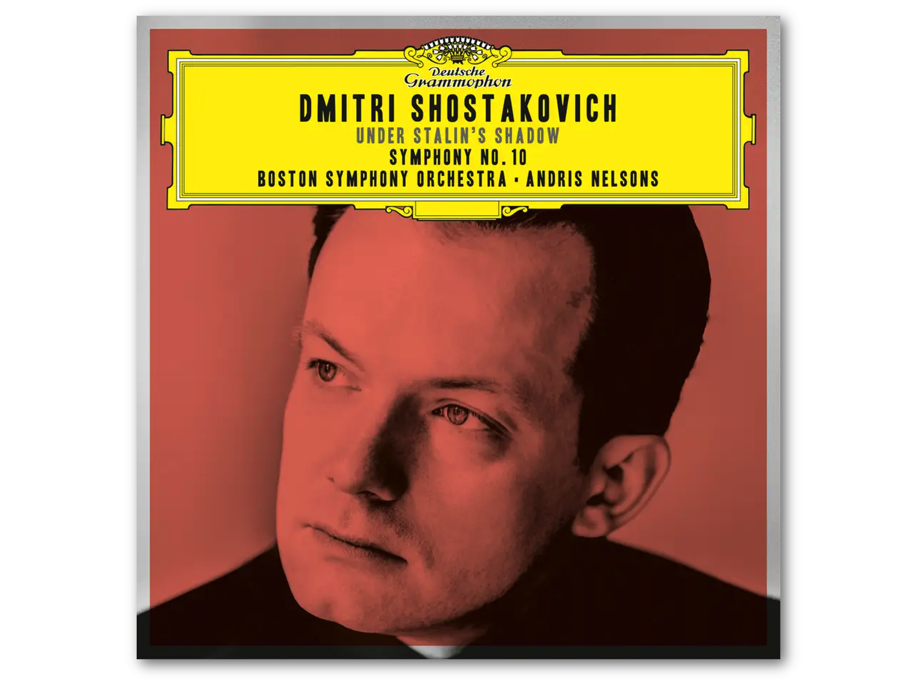 Deutsche
Grammophon
DMITRI SHOSTAKOVICH
UNDER STALIN'S SHADOW
SYMPHONY NO. 10
BOSTON SYMPHONY ORCHESTRA · ANDRIS NELSONS